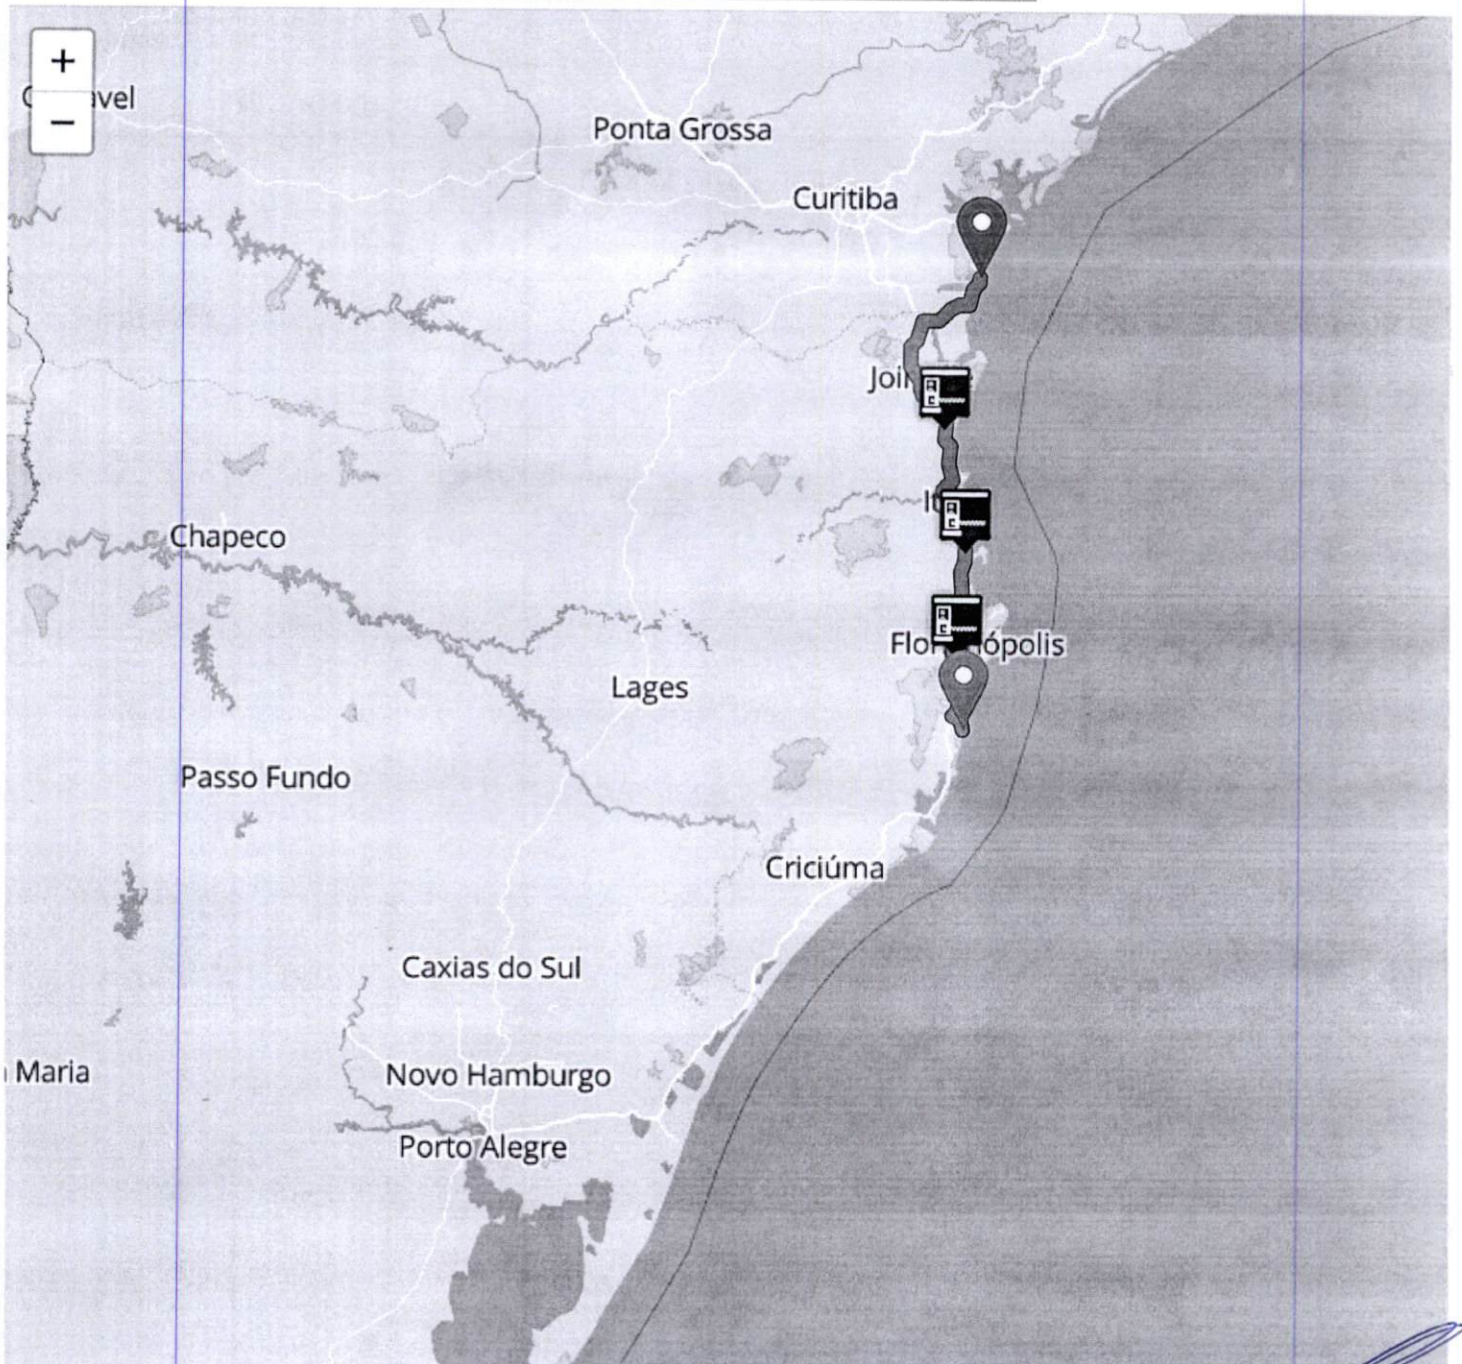 +
−
Ponta Grossa
Curitiba
Chapeco
Lages
Passo Fundo
Criciúma
Caxias do Sul
Maria
Novo Hamburgo
Porto Alegre